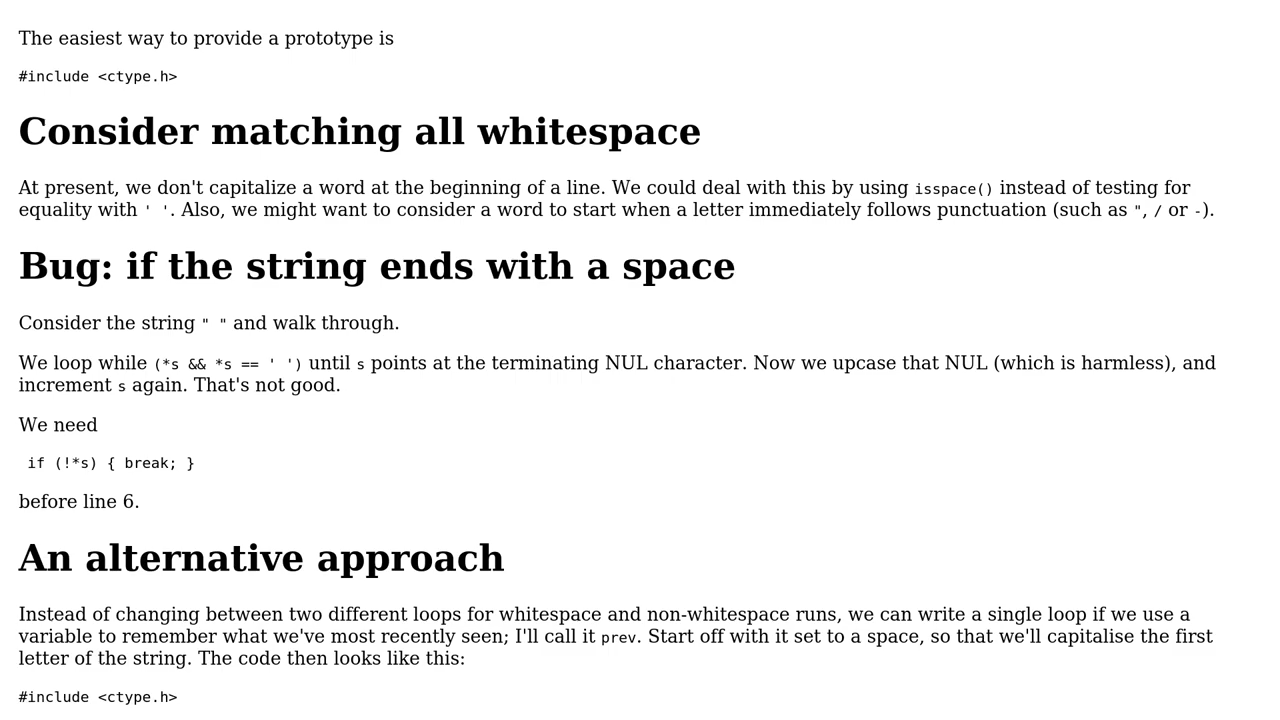 The easiest way to provide a prototype is
#include <ctype.h>
Consider matching all whitespace
At present, we don't capitalize a word at the beginning of a line. We could deal with this by using isspace() instead of testing for
equality with ' '. Also, we might want to consider a word to start when a letter immediately follows punctuation (such as ", / or -).
Bug: if the string ends with a space
Consider the string " " and walk through.
We loop while (*s && *s == ' ') until s points at the terminating NUL character. Now we upcase that NUL (which is harmless), and
increment s again. That's not good.
We need
if (!*s) { break; }
before line 6.
An alternative approach
Instead of changing between two different loops for whitespace and non-whitespace runs, we can write a single loop if we use a
variable to remember what we've most recently seen; I'll call it prev. Start off with it set to a space, so that we'll capitalise the first
letter of the string. The code then looks like this:
#include <ctype.h>